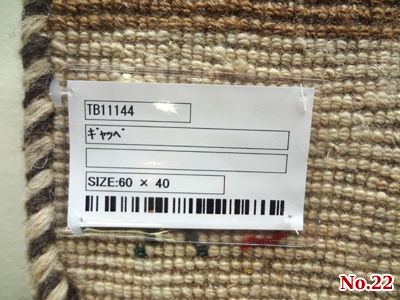 TB11144
ｷﾞｬｯﾍﾞ
SIZE:60 × 40
No.22